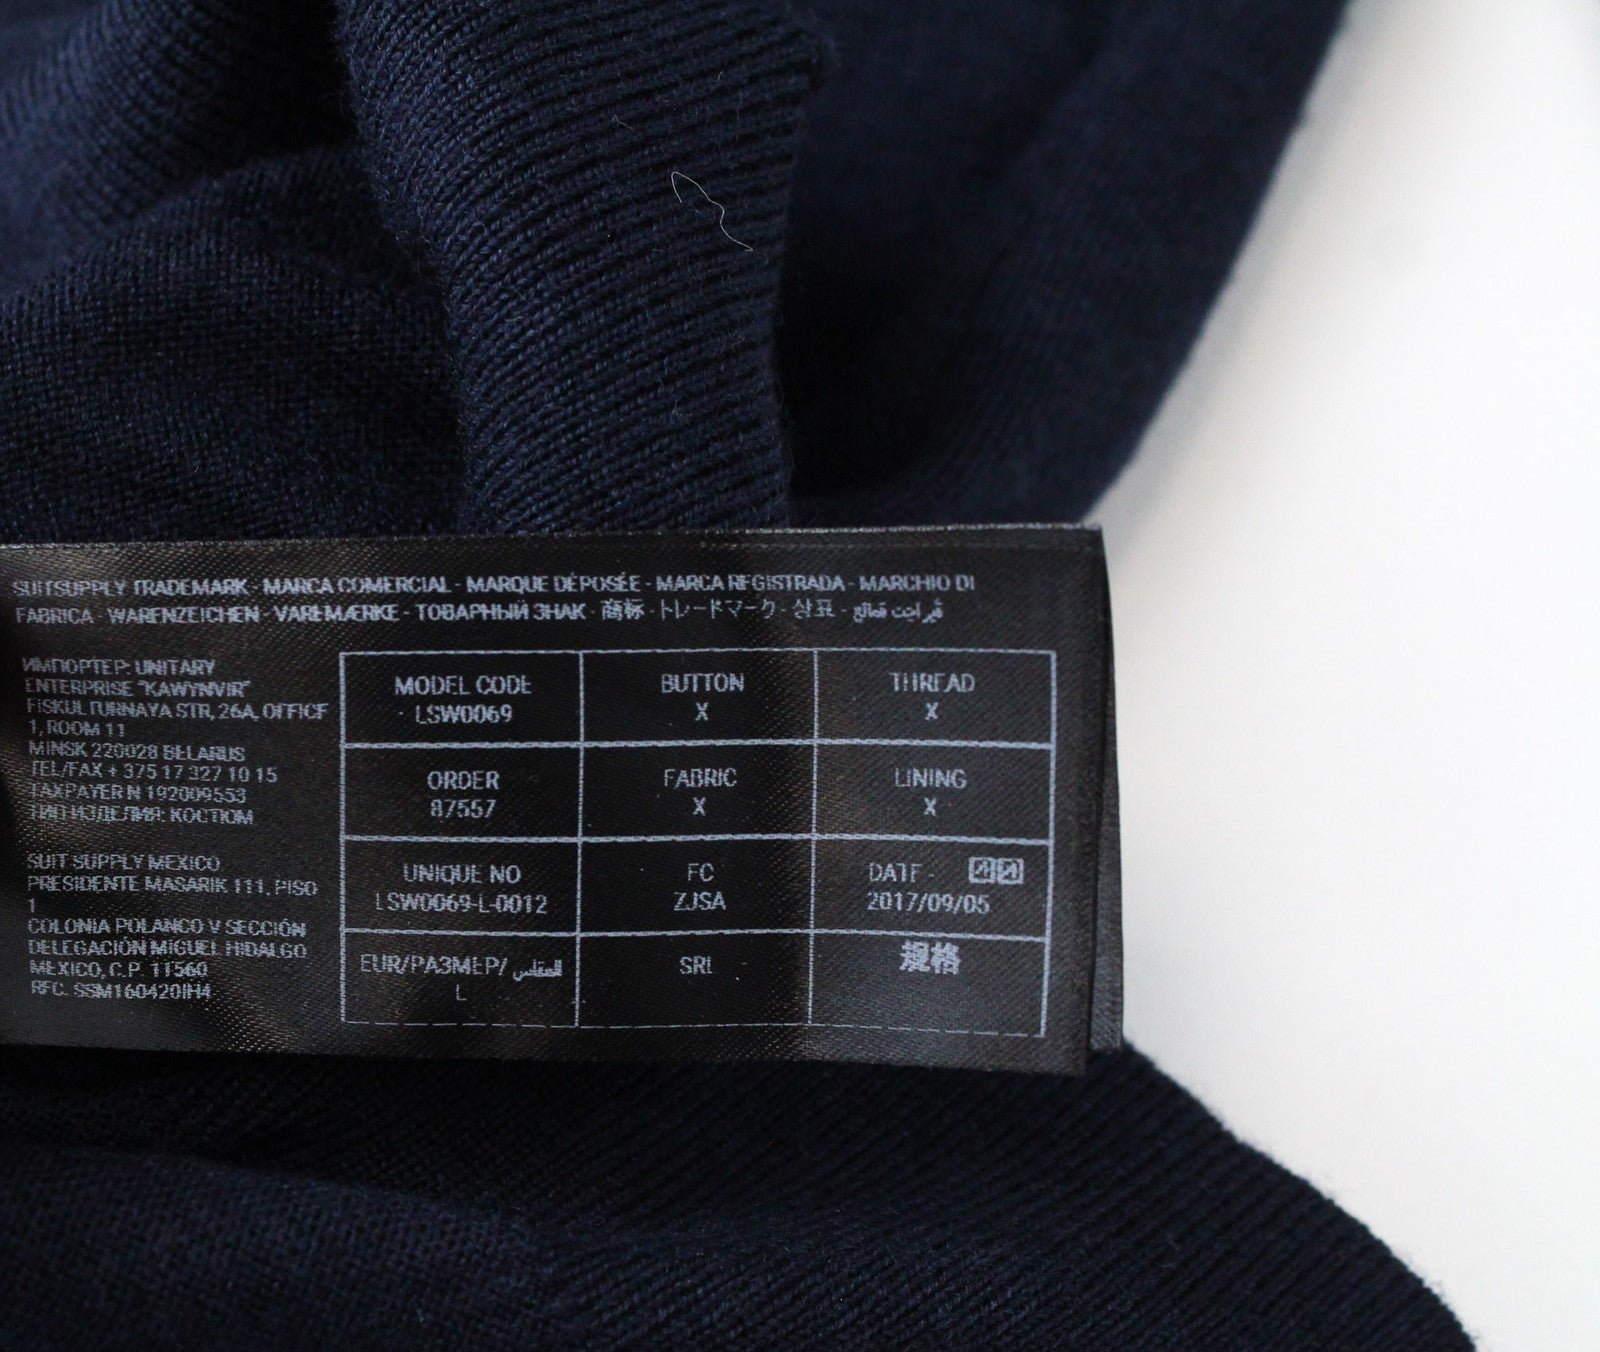 SUITSUPPLY TRADEMARK - MARCA COMERCIAL - MARQUE DÉPOSÉE - MARCA REGISTRADA - MARCHIO DI
FABRICA - WARENZEICHEN - VAREMÆRKE - ТОВАРНЫЙ ЗНАК - 商标 - トレードマーク - 상표 -
ИМПОРТЕР: UNITARY
ENTERPRISE "KAWYNVIR"
FISKULTURNAYA STR, 26A, OFFICE
1, ROOM 11
MINSK 220028 BELARUS
TEL/FAX + 375 17 327 10 15
TAXPAYER N 192009553
ТИП ИЗДЕЛИЯ: КОСТЮМ
SUIT SUPPLY MEXICO
PRESIDENTE MASARIK 111, PISO
1
COLONIA POLANCO V SECCIÓN
DELEGACIÓN MIGUEL HIDALGO
MEXICO, C.P. 11560
RFC. SSM160420IH4
MODEL CODE
LSW0069
BUTTON
X
THREAD
X
ORDER
87557
FABRIC
X
LINING
X
UNIQUE NO
LSW0069-L-0012
FC
ZJSA
DATE -
2017/09/05
EUR/РАЗМЕР/ المقاس
L
SRL
規格